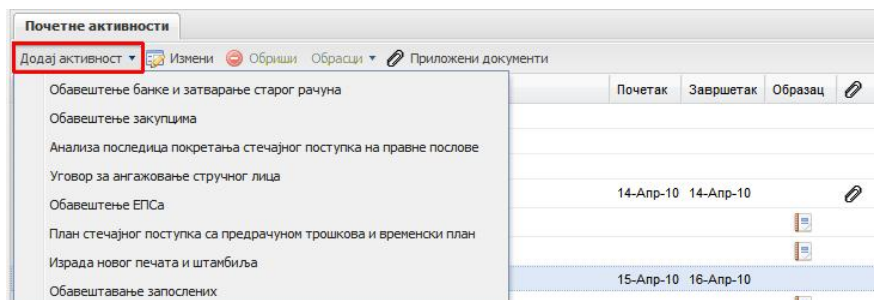 Почетне активности
Додај активност Измени Обриши Обрасци Приложени документи
Почетак Завршетак Образац
Обавештење банке и затварање старог рачуна
Обавештење закупцима
Анализа последица покретања стечајног поступка на правне послове
Уговор за ангажовање стручног лица
14-Апр-10 14-Апр-10
Обавештење ЕПСа
План стечајног поступка са предрачуном трошкова и временски план
Израда новог печата и штамбиља
15-Апр-10 16-Апр-10
Обавештавање запослених